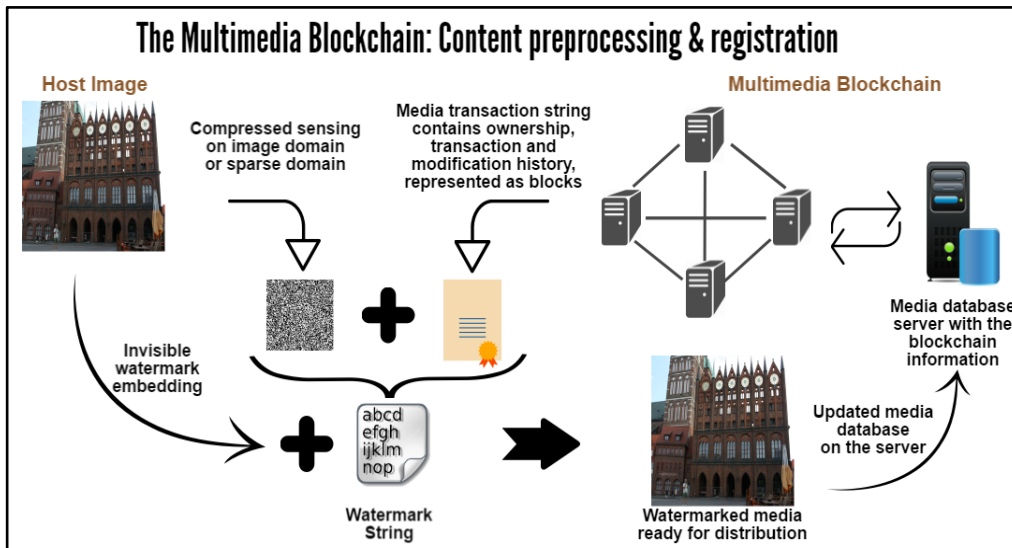 The Multimedia Blockchain: Content preprocessing & registration
Host Image
Compressed sensing
on image domain
or sparse domain
Media transaction string
contains ownership,
transaction and
modification history,
represented as blocks
Multimedia Blockchain
Media database
server with the
blockchain
information
Invisible
watermark
embedding
abcd
efgh
ijklm
nop
Watermark
String
Updated media
database
on the server
Watermarked media
ready for distribution